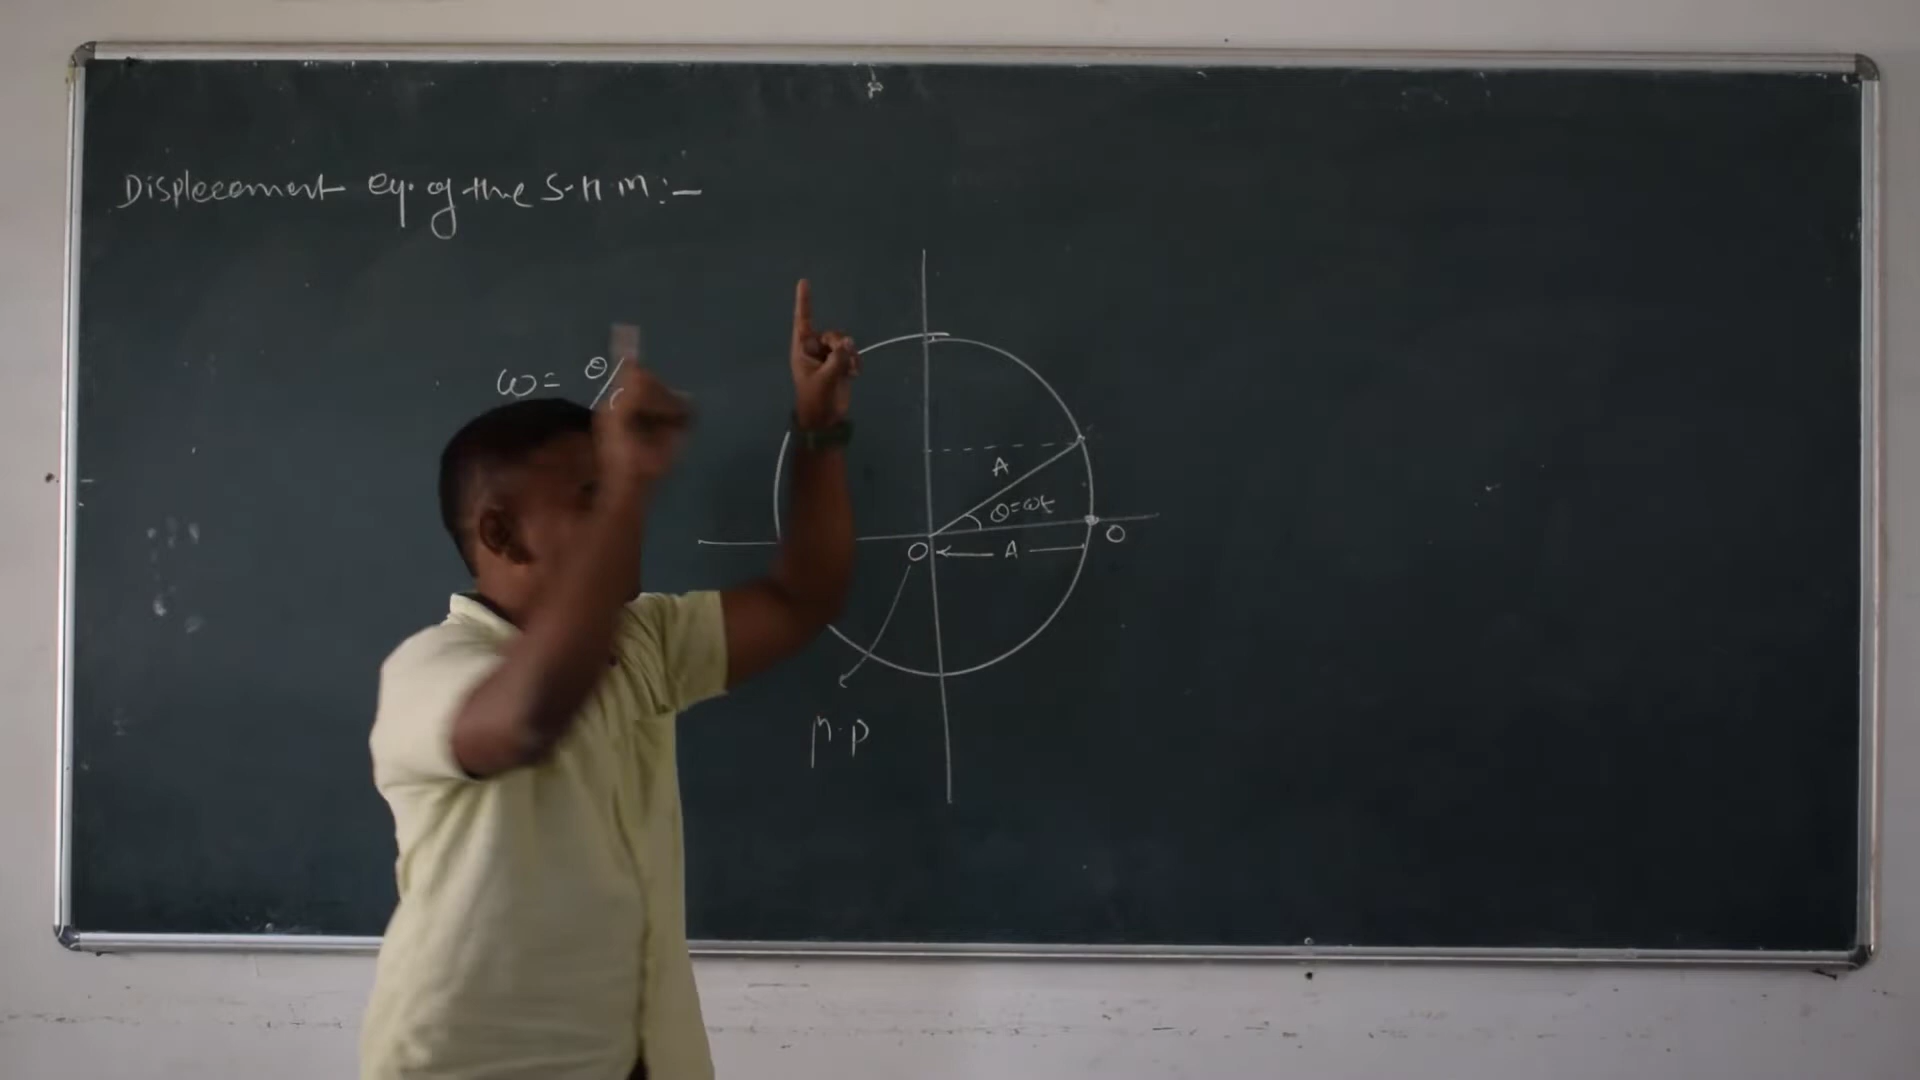 Displecement eq. of the S.H.M:-
ω = θ/
A
θ=ωt
O A O
M.P